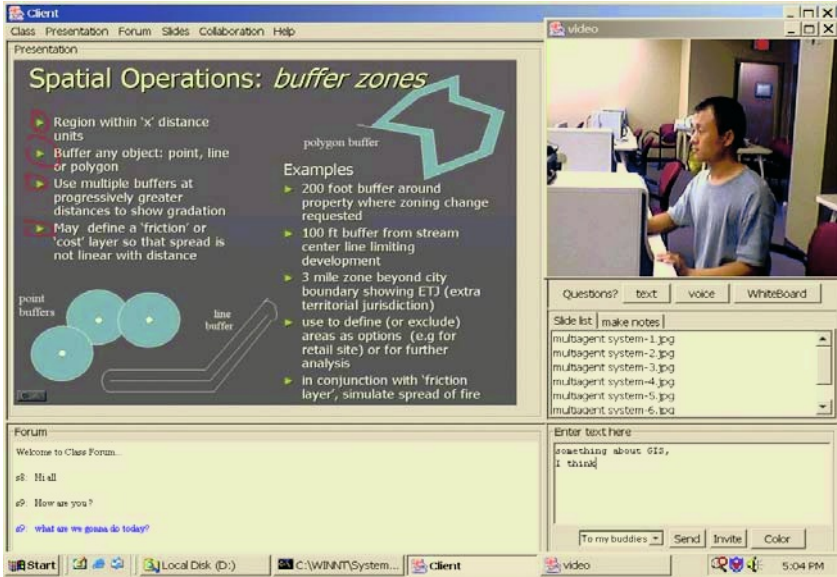 Client
Class Presentation Forum Slides Collaboration Help
Presentation
Spatial Operations: buffer zones
Region within 'x' distance
units
Buffer any object: point, line
or polygon
Use multiple buffers at
progressively greater
distances to show gradation
May define a 'friction' or
'cost' layer so that spread is
not linear with distance
polygon buffer
Examples
200 foot buffer around
property where zoning change
requested
100 ft buffer from stream
center line limiting
development
3 mile zone beyond city
boundary showing ETJ (extra
territorial jurisdiction)
use to define (or exclude)
areas as options (e.g for
retail site) or for further
analysis
in conjunction with 'friction
layer', simulate spread of fire
point
buffers
line
buffer
video
Questions? text voice WhiteBoard
Slide list make notes
multiagent system-1.jpg
multiagent system-2.jpg
multiagent system-3.jpg
multiagent system-4.jpg
multiagent system-5.jpg
multiagent system-6.jpg
Forum
Welcome to Class Forum...
s8: Hi all
s9: How are you?
s9: what are we gonna do today?
Enter text here
something about GIS,
I think
To my buddies Send Invite Color
Start Local Disk (D:) C:\WINNT\System... Client video 5:04 PM